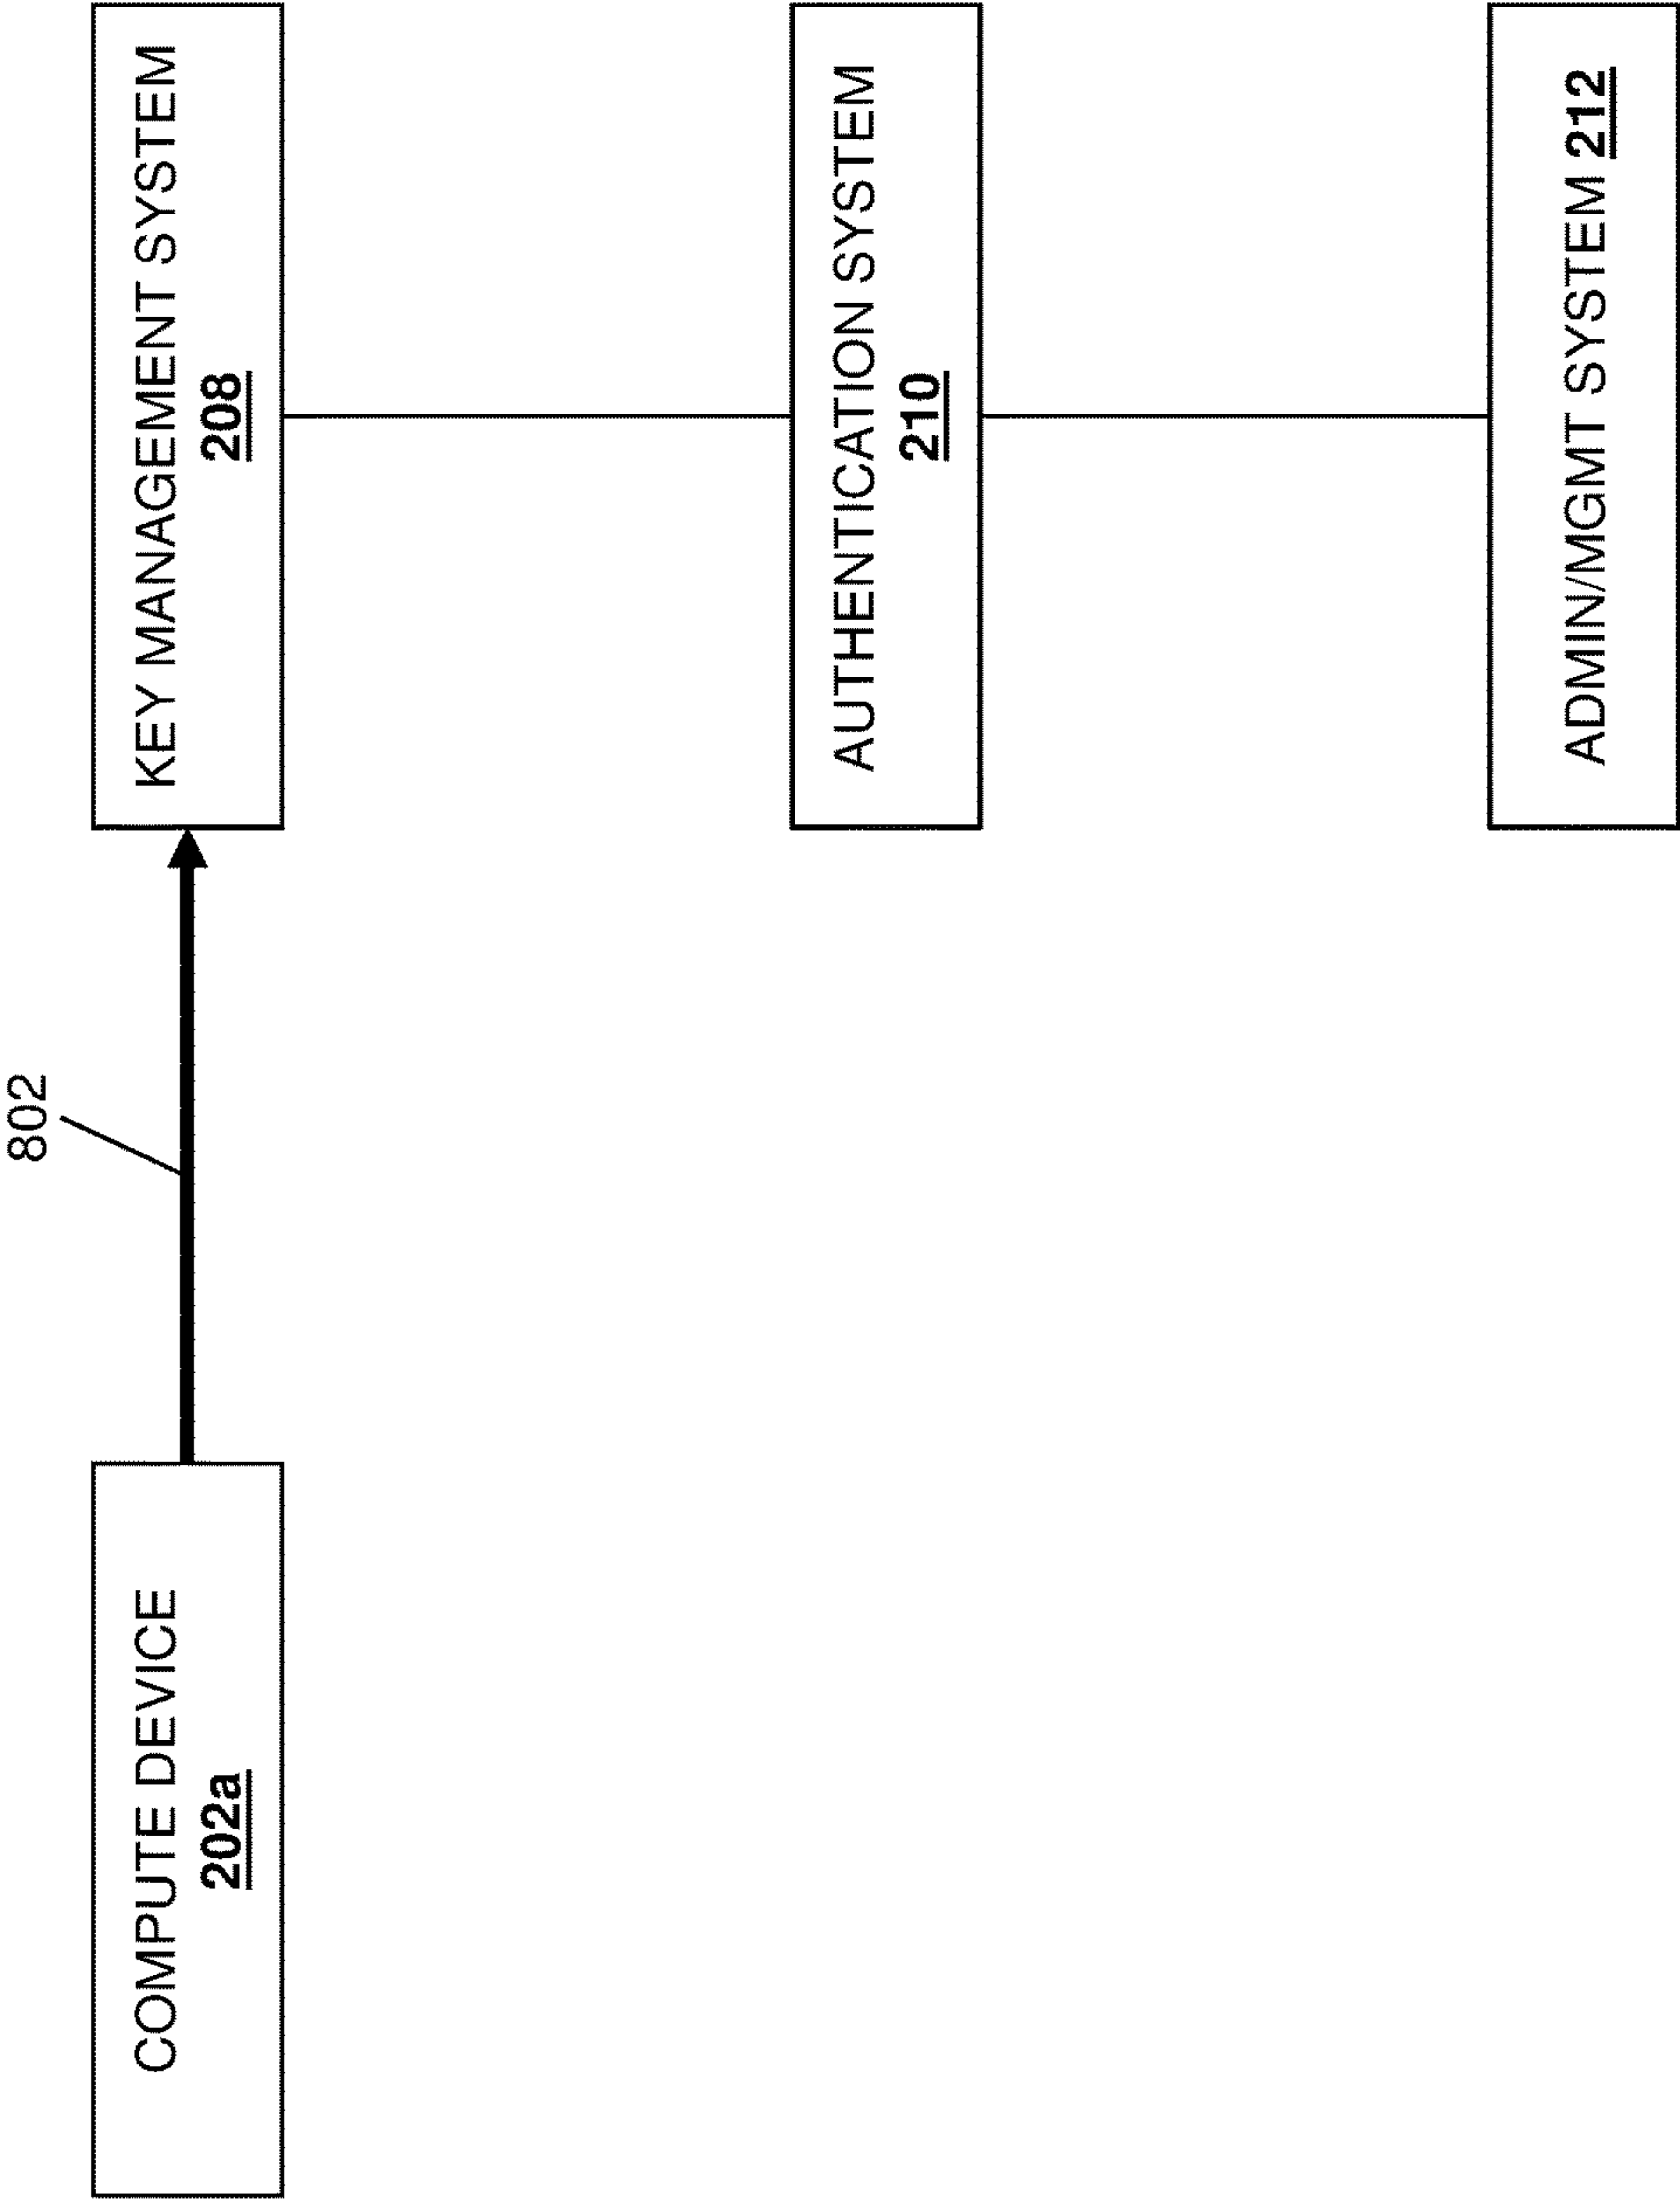 802
COMPUTE DEVICE
202a
KEY MANAGEMENT SYSTEM
208
AUTHENTICATION SYSTEM
210
ADMIN/MGMT SYSTEM 212